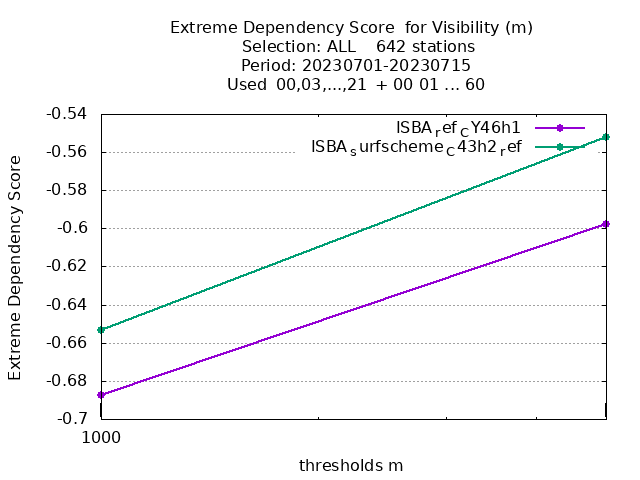 Extreme Dependency Score  for Visibility (m)
Selection: ALL    642 stations
Period: 20230701-20230715
Used  00,03,...,21  + 00 01 ... 60
Extreme Dependency Score
-0.54
-0.56
-0.58
-0.6
-0.62
-0.64
-0.66
-0.68
-0.7
ISBA_ref_CY46h1
ISBA_surfscheme_C43h2_ref
1000
thresholds m